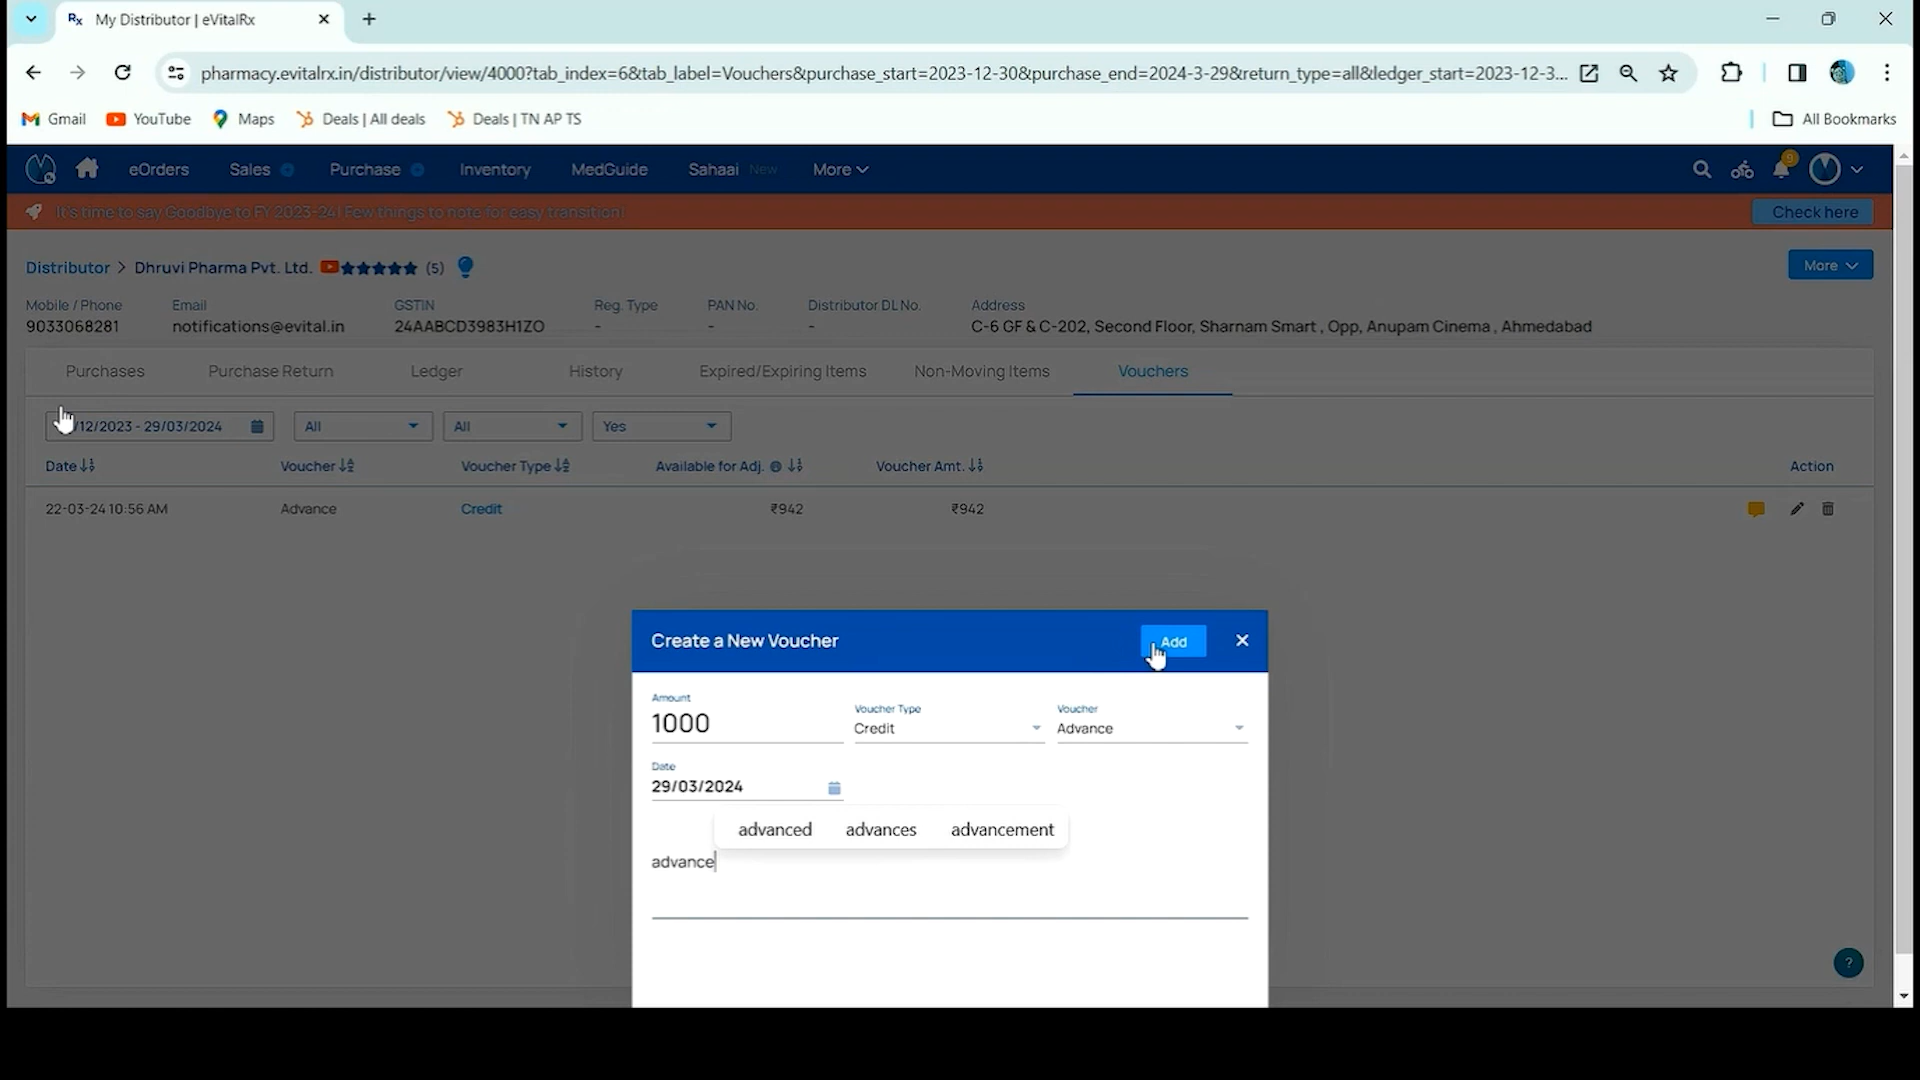 My Distributor | eVitalRx
pharmacy.evitalrx.in/distributor/view/4000?tab_index=6&tab_label=Vouchers&purchase_start=2023-12-30&purchase_end=2024-3-29&return_type=all&ledger_start=2023-12-3...
Gmail YouTube Maps Deals | All deals Deals | TN AP TS All Bookmarks
eOrders Sales Purchase Inventory MedGuide Sahaai New More 9
It's time to say Goodbye to FY 2023-24! Few things to note for easy transition! Check here
Distributor > Dhruvi Pharma Pvt. Ltd. (5) More
Mobile / Phone Email GSTIN Reg. Type PAN No. Distributor DL No. Address
9033068281 notifications@evital.in 24AABCD3983H1ZO - - - C-6 GF & C-202, Second Floor, Sharnam Smart , Opp, Anupam Cinema , Ahmedabad
Purchases Purchase Return Ledger History Expired/Expiring Items Non-Moving Items Vouchers
/12/2023 - 29/03/2024 All All Yes
Date Voucher Voucher Type Available for Adj. Voucher Amt. Action
22-03-24 10:56 AM Advance Credit ₹942 ₹942
Create a New Voucher Add
Amount Voucher Type Voucher
1000 Credit Advance
Date
29/03/2024
advanced advances advancement
advance
?